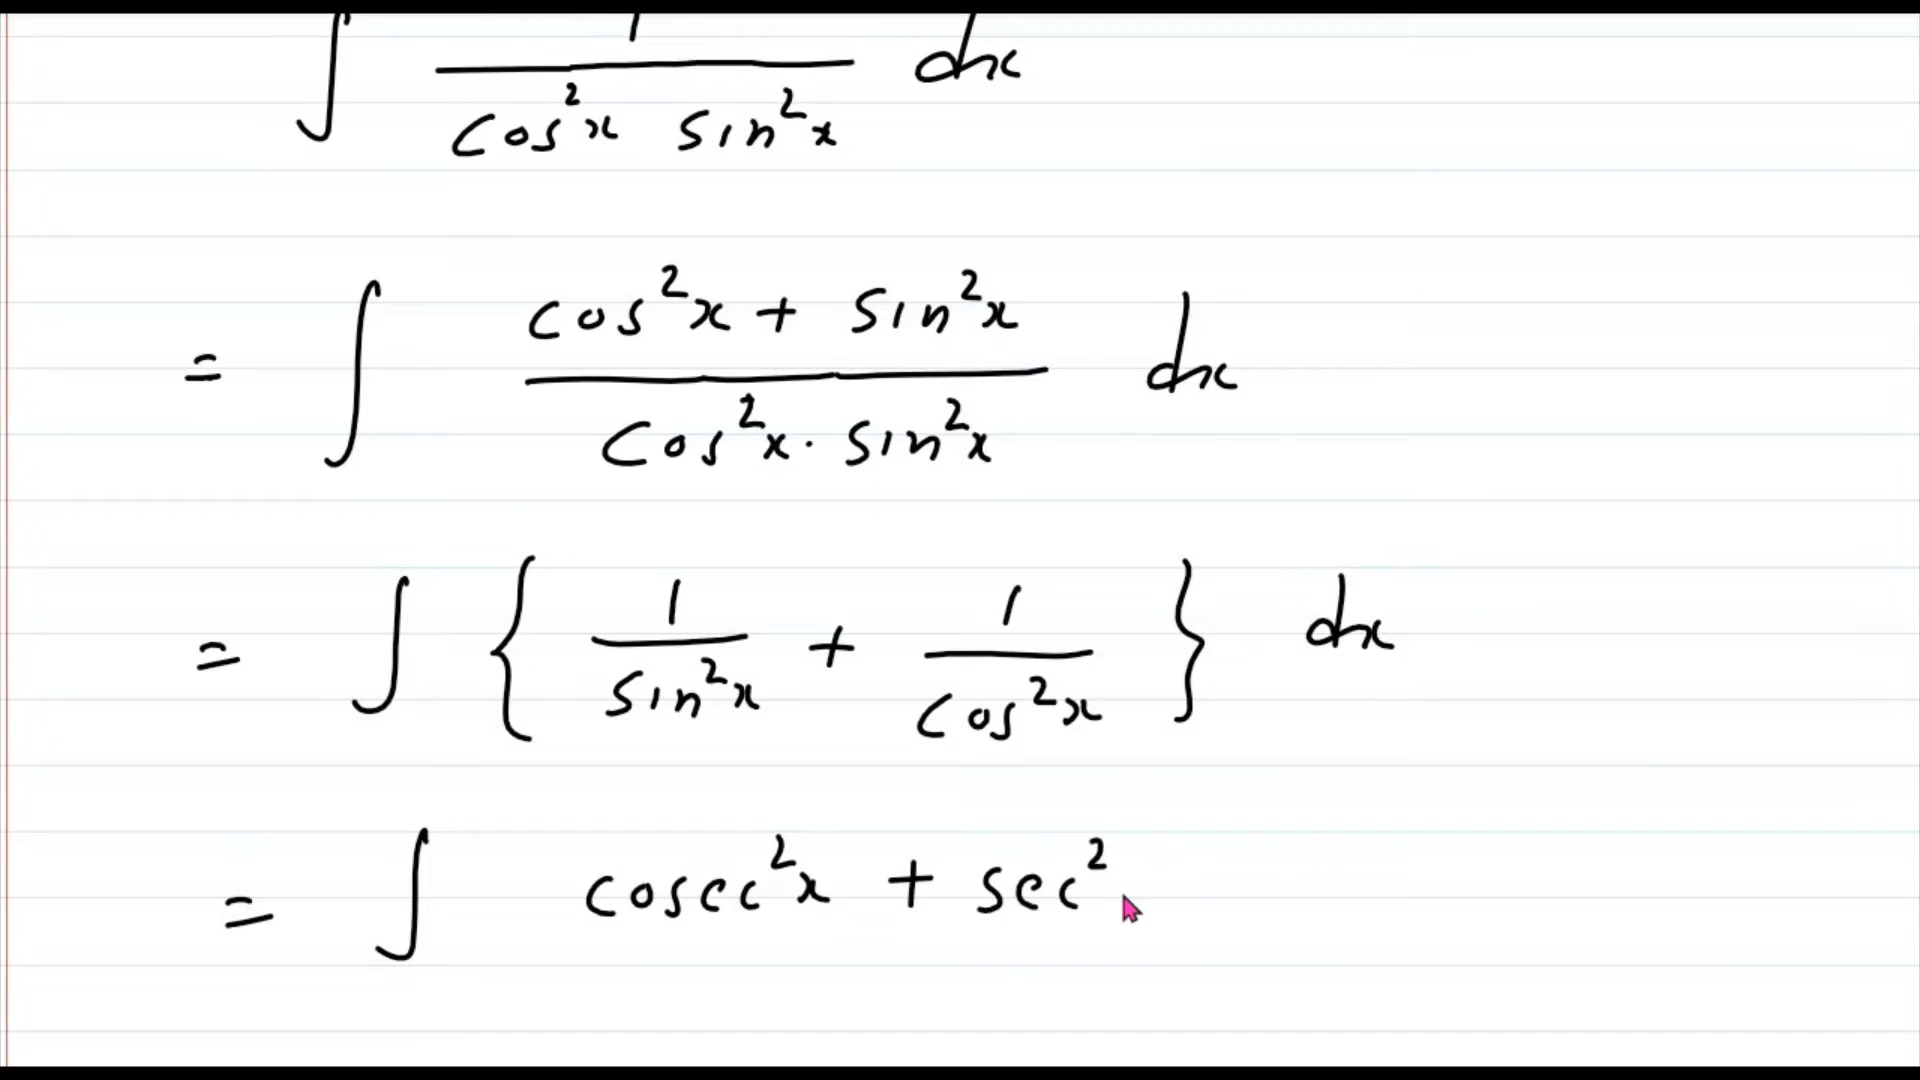 ∫ 1/(cos²x sin²x) dx
= ∫ (cos²x + sin²x)/(cos²x · sin²x) dx
= ∫ { 1/sin²x + 1/cos²x } dx
= ∫ cosec²x + sec²